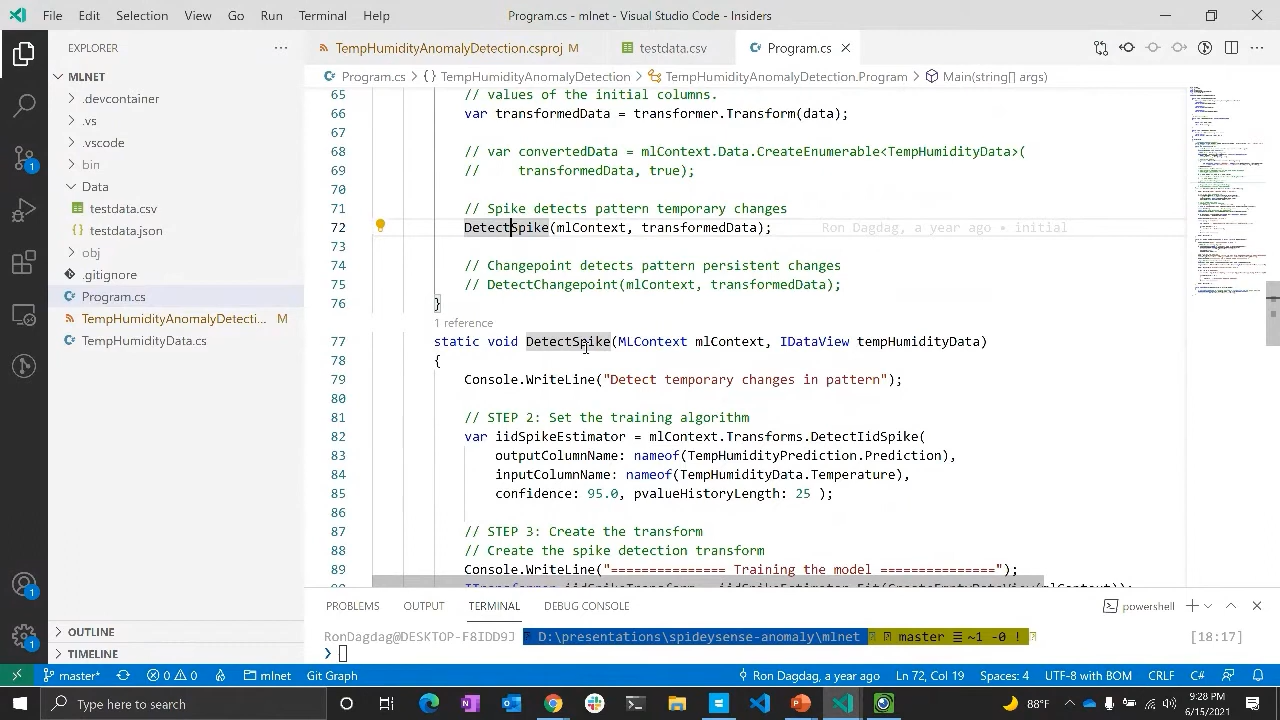 File Edit Selection View Go Run Terminal Help Program.cs - Visual Studio Code - Insiders
EXPLORER
TempHumidityAnomalyDetection.csproj M testdata.csv Program.cs
MLNET
Program.cs > {} TempHumidityAnomalyDetection > TempHumidityAnomalyDetection.Program > Main(string[] args)
.devcontainer
.vs
.vscode
bin
Data
testdata.csv
testdata.json
obj
.gitignore
Program.cs
TempHumidityAnomalyDetecti... M
TempHumidityData.cs
OUTLINE
TIMELINE
65 // values of the initial columns.
66 var transformedData = transformer.Transform(data);
67
68 // var convertedData = mlContext.Data.CreateEnumerable<TempHumidityData>(
69 // transformedData, true);
70
71 // Spike detect pattern temporary changes
72 Detect mlContext, transformedData); Ron Dagdag, a year ago • initial
73
74 // Changepoint detect pattern persistent changes
75 // DetectChangepoint(mlContext, transformedData);
76 }
1 reference
77 static void DetectSpike(MLContext mlContext, IDataView tempHumidityData)
78 {
79 Console.WriteLine("Detect temporary changes in pattern");
80
81 // STEP 2: Set the training algorithm
82 var iidSpikeEstimator = mlContext.Transforms.DetectIidSpike(
83 outputColumnName: nameof(TempHumidityPrediction.Prediction),
84 inputColumnName: nameof(TempHumidityData.Temperature),
85 confidence: 95.0, pvalueHistoryLength: 25 );
86
87 // STEP 3: Create the transform
88 // Create the spike detection transform
89 Console.WriteLine("=============== Training the model ===============");
90 ITransformer iidSpikeTransform = iidSpikeEstimator.Fit(CreateEmptyDataView(mlContext));
PROBLEMS OUTPUT TERMINAL DEBUG CONSOLE powershell
RonDagdag@DESKTOP-F8IDD9J D:\presentations\spideysense-anomaly\mlnet master ≣ ~1 -0 ! [18:17]
❯
master* 0 0 mlnet Git Graph Ron Dagdag, a year ago Ln 72, Col 19 Spaces: 4 UTF-8 with BOM CRLF C#
Type here to search 88°F 9:28 PM
6/15/2021